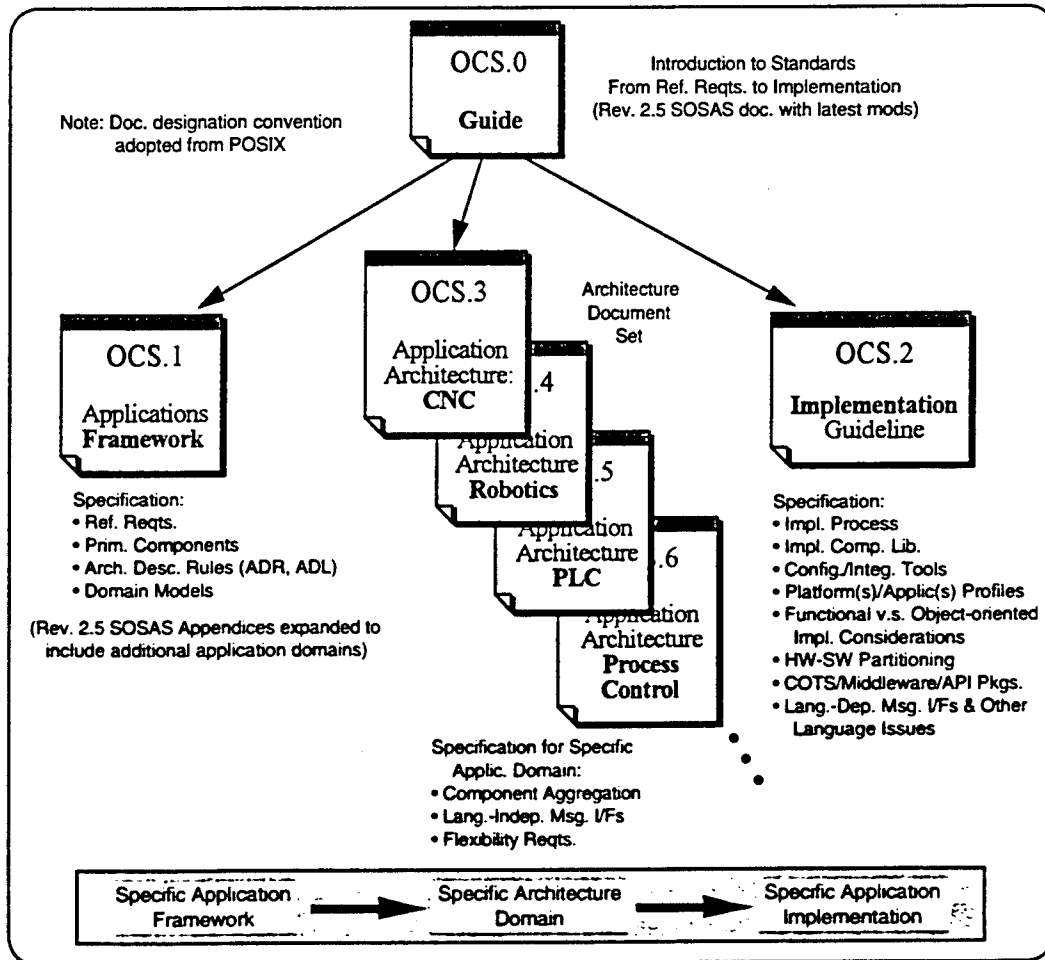 OCS.0
Guide
Introduction to Standards
From Ref. Reqts. to Implementation
(Rev. 2.5 SOSAS doc. with latest mods)
Note: Doc. designation convention
adopted from POSIX
OCS.1
Applications
Framework
Specification:
• Ref. Reqts.
• Prim. Components
• Arch. Desc. Rules (ADR, ADL)
• Domain Models
(Rev. 2.5 SOSAS Appendices expanded to
include additional application domains)
OCS.3
Application
Architecture:
CNC
Architecture
Document
Set
.4
Application
Architecture
Robotics
.5
Application
Architecture
PLC
.6
Application
Architecture
Process
Control
Specification for Specific
Applic. Domain:
• Component Aggregation
• Lang.-Indep. Msg. I/Fs
• Flexibility Reqts.
OCS.2
Implementation
Guideline
Specification:
• Impl. Process
• Impl. Comp. Lib.
• Config./Integ. Tools
• Platform(s)/Applic(s) Profiles
• Functional v.s. Object-oriented
Impl. Considerations
• HW-SW Partitioning
• COTS/Middleware/API Pkgs.
• Lang.-Dep. Msg. I/Fs & Other
Language Issues
Specific Application
Framework
Specific Architecture
Domain
Specific Application
Implementation